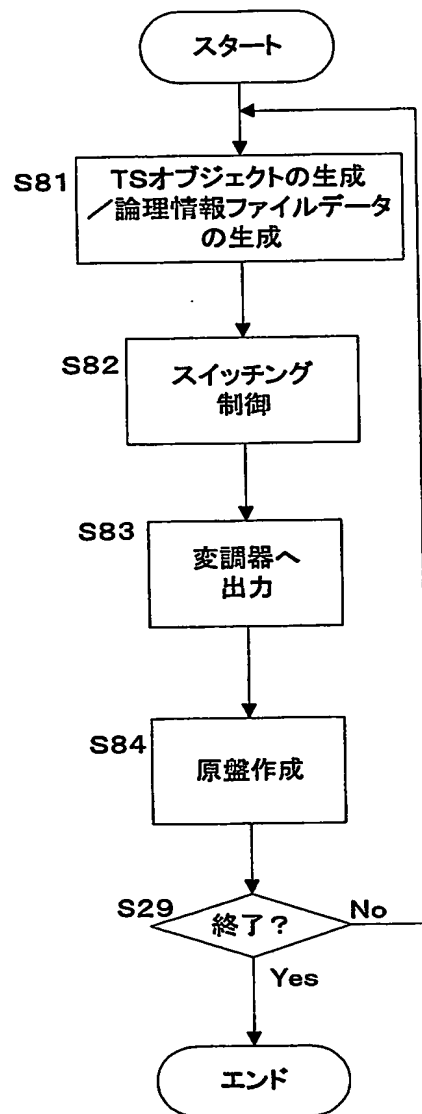 スタート
S81
TSオブジェクトの生成
／論理情報ファイルデータ
の生成
S82
スイッチング
制御
S83
変調器へ
出力
S84
原盤作成
S29
終了？
No
Yes
エンド